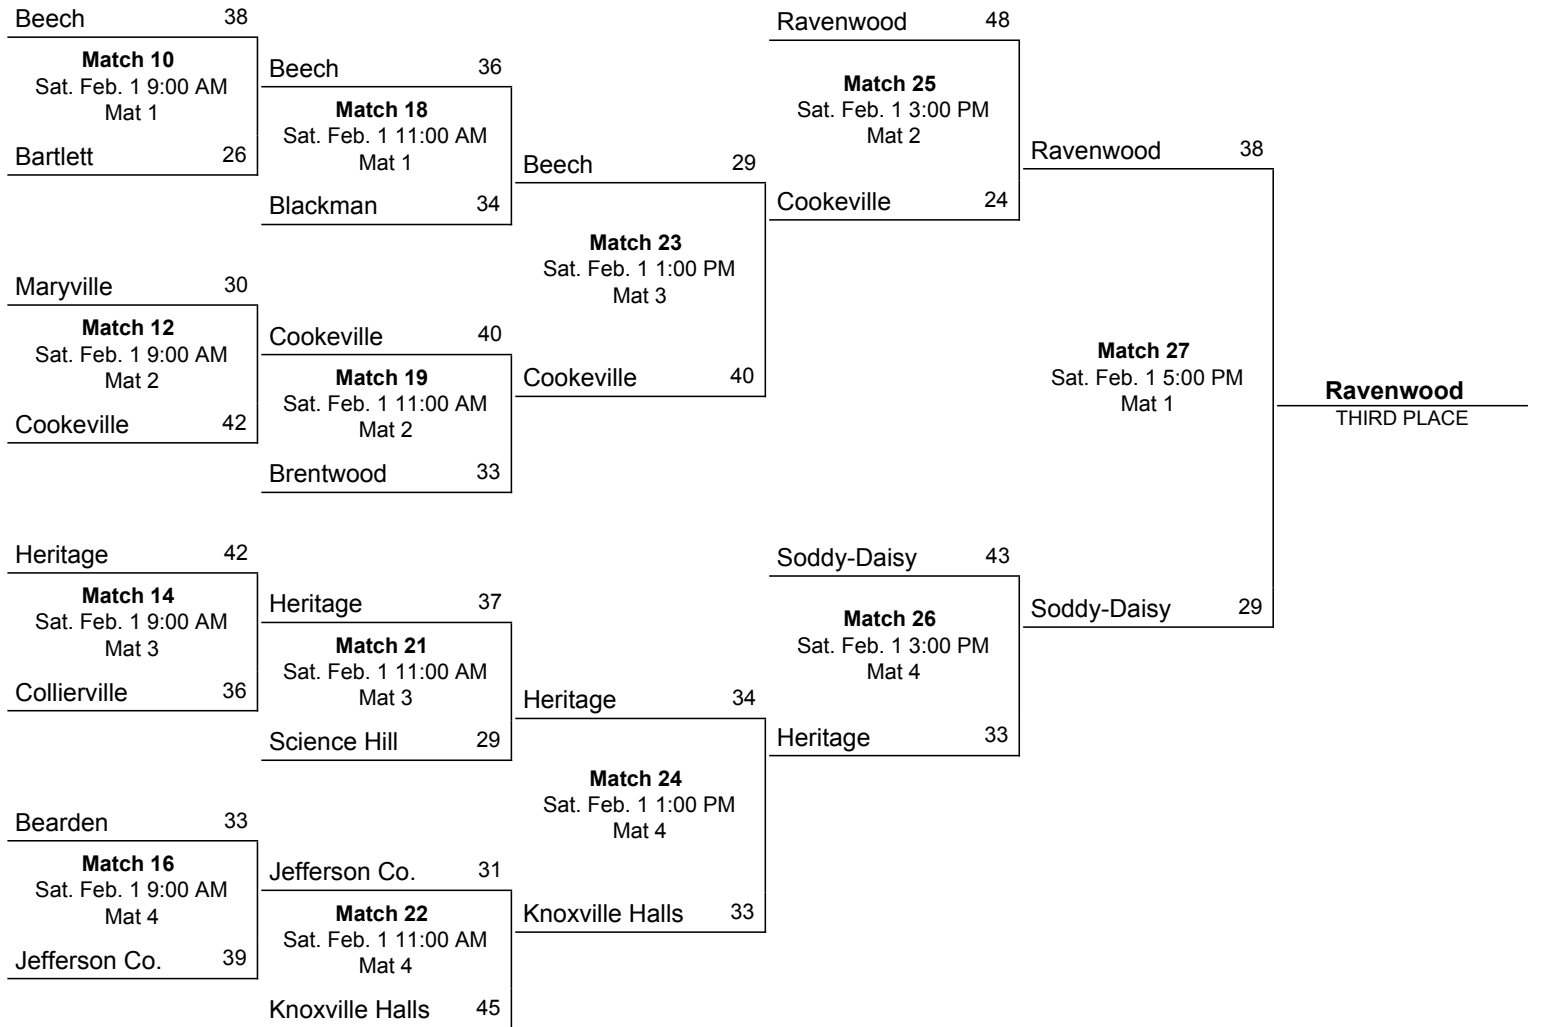 Beech 38
Match 10
Sat. Feb. 1 9:00 AM
Mat 1
Bartlett 26
Maryville 30
Match 12
Sat. Feb. 1 9:00 AM
Mat 2
Cookeville 42
Heritage 42
Match 14
Sat. Feb. 1 9:00 AM
Mat 3
Collierville 36
Bearden 33
Match 16
Sat. Feb. 1 9:00 AM
Mat 4
Jefferson Co. 39
Beech 36
Match 18
Sat. Feb. 1 11:00 AM
Mat 1
Blackman 34
Cookeville 40
Match 19
Sat. Feb. 1 11:00 AM
Mat 2
Brentwood 33
Heritage 37
Match 21
Sat. Feb. 1 11:00 AM
Mat 3
Science Hill 29
Jefferson Co. 31
Match 22
Sat. Feb. 1 11:00 AM
Mat 4
Knoxville Halls 45
Beech 29
Match 23
Sat. Feb. 1 1:00 PM
Mat 3
Cookeville 40
Heritage 34
Match 24
Sat. Feb. 1 1:00 PM
Mat 4
Knoxville Halls 33
Ravenwood 48
Match 25
Sat. Feb. 1 3:00 PM
Mat 2
Cookeville 24
Soddy-Daisy 43
Match 26
Sat. Feb. 1 3:00 PM
Mat 4
Heritage 33
Ravenwood 38
Match 27
Sat. Feb. 1 5:00 PM
Mat 1
Soddy-Daisy 29
Ravenwood
THIRD PLACE